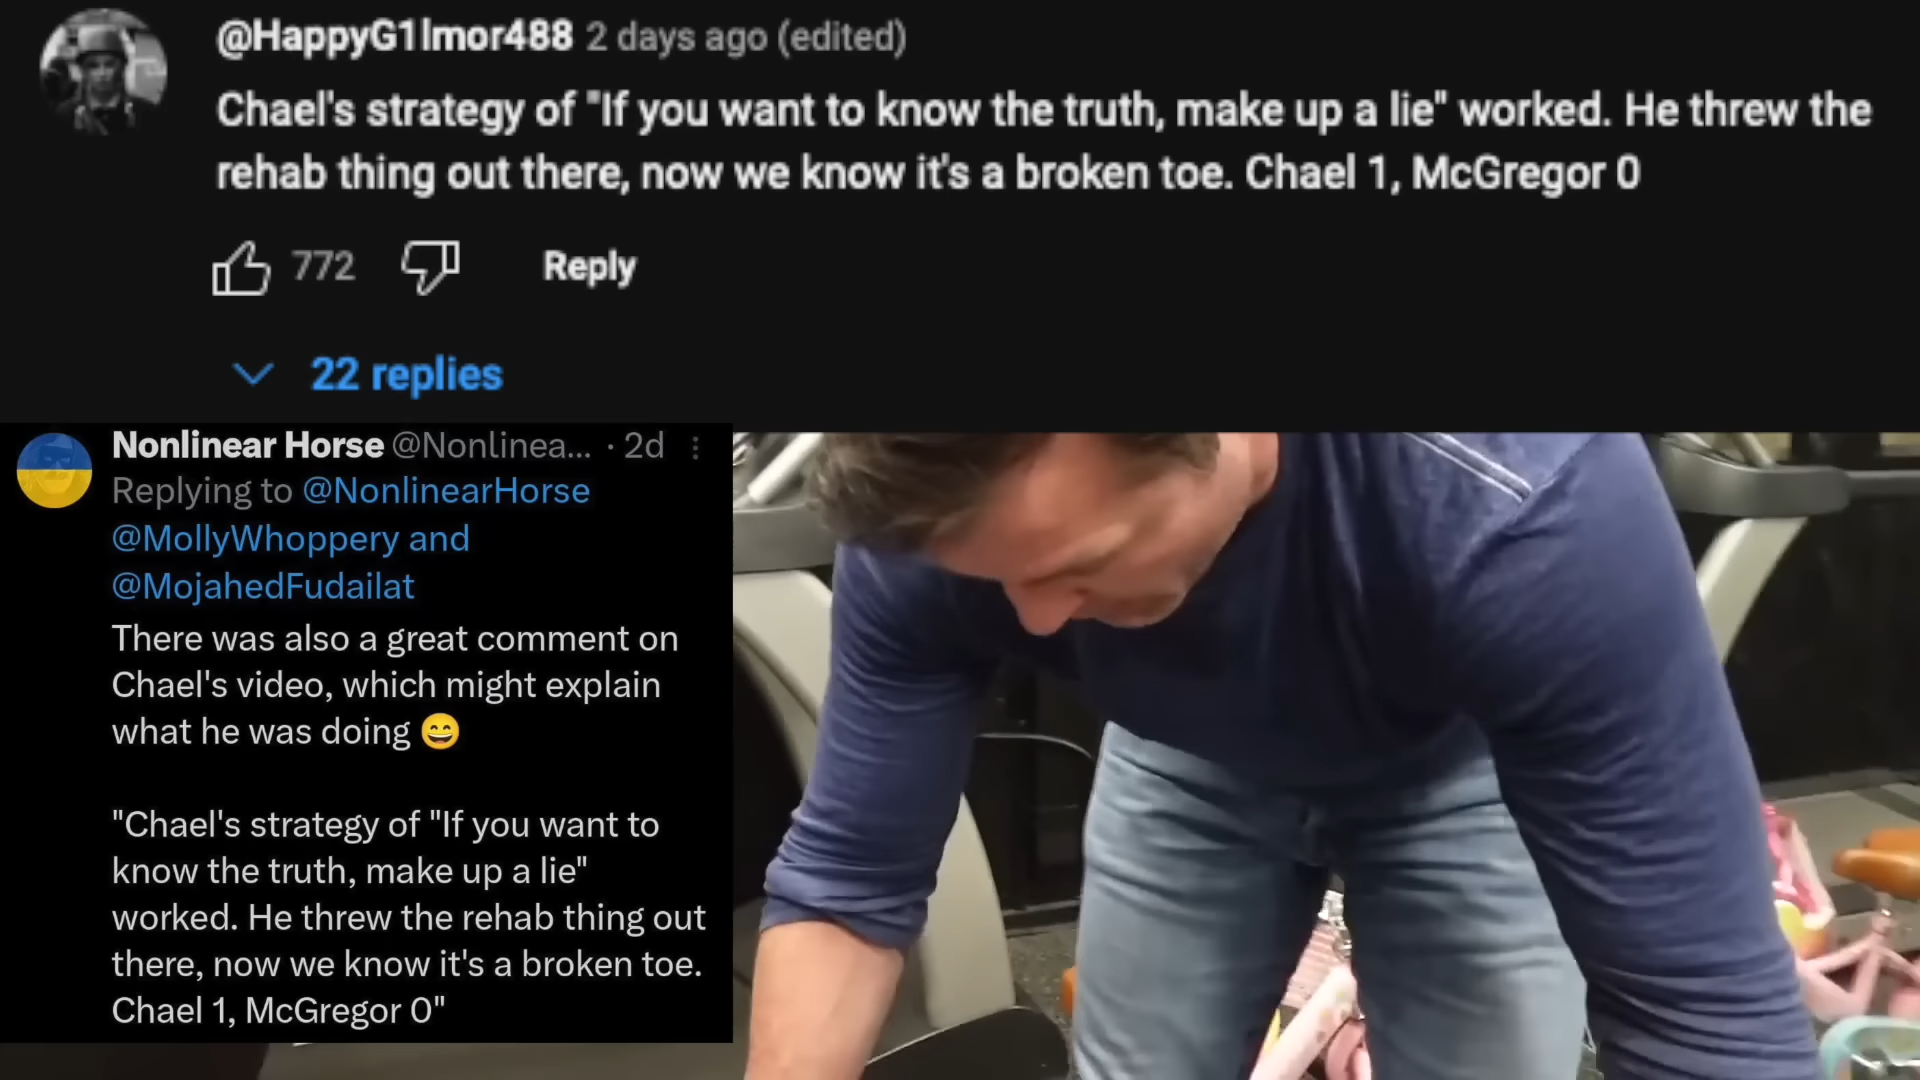 @HappyG1lmor488 2 days ago (edited)
Chael's strategy of "If you want to know the truth, make up a lie" worked. He threw the
rehab thing out there, now we know it's a broken toe. Chael 1, McGregor 0
772 Reply
22 replies
Nonlinear Horse @Nonlinea... · 2d
Replying to @NonlinearHorse
@MollyWhoppery and
@MojahedFudailat
There was also a great comment on
Chael's video, which might explain
what he was doing 😄
"Chael's strategy of "If you want to
know the truth, make up a lie"
worked. He threw the rehab thing out
there, now we know it's a broken toe.
Chael 1, McGregor 0"